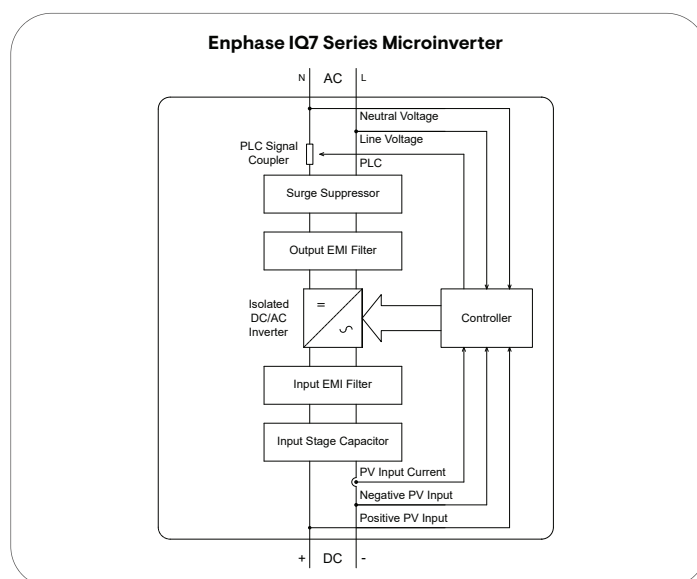 Enphase IQ7 Series Microinverter
N AC L
Neutral Voltage
Line Voltage
PLC Signal
Coupler
PLC
Surge Suppressor
Output EMI Filter
Isolated
DC/AC
Inverter
=
∿
Controller
Input EMI Filter
Input Stage Capacitor
PV Input Current
Negative PV Input
Positive PV Input
+ DC -